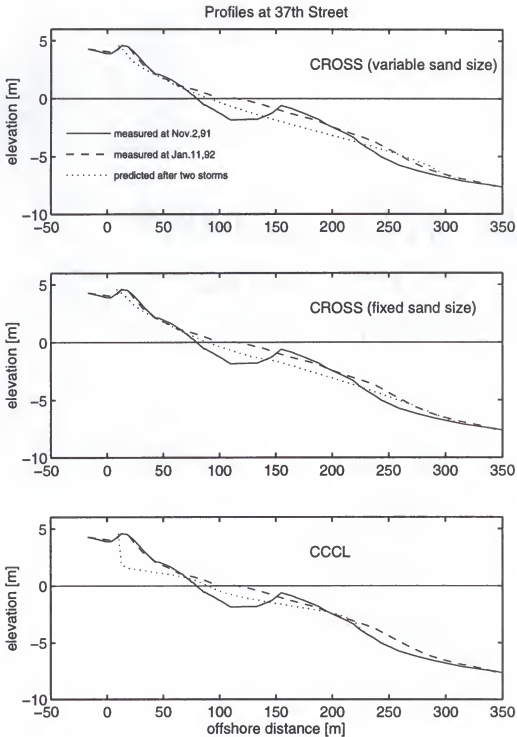 Profiles at 37th Street
CROSS (variable sand size)
elevation [m]
5
0
−5
−10
measured at Nov.2,91
measured at Jan.11,92
predicted after two storms
−50 0 50 100 150 200 250 300 350
CROSS (fixed sand size)
elevation [m]
5
0
−5
−10
−50 0 50 100 150 200 250 300 350
CCCL
elevation [m]
5
0
−5
−10
−50 0 50 100 150 200 250 300 350
offshore distance [m]